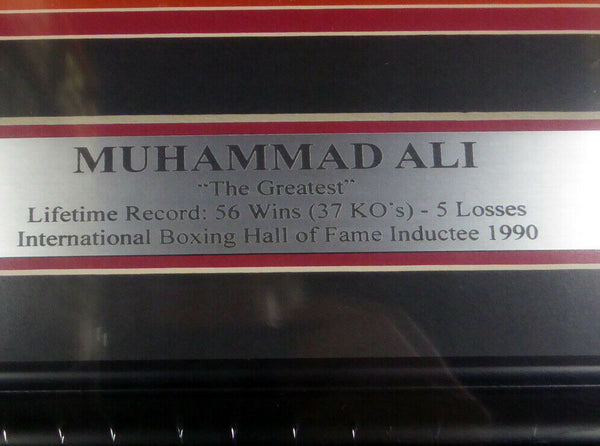 MUHAMMAD ALI
"The Greatest"
Lifetime Record: 56 Wins (37 KO's) - 5 Losses
International Boxing Hall of Fame Inductee 1990